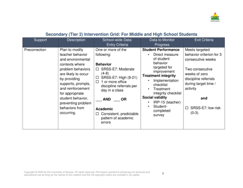 Secondary (Tier 2) Intervention Grid: For Middle and High School Students
Support
Description
School-wide Data:
Entry Criteria
Data to Monitor
Progress
Exit Criteria
Precorrection
Plan to modify
teacher behavior
and environmental
contexts where
problem behaviors
are likely to occur
by providing
supports, prompts,
and reinforcement
for appropriate
student behavior,
preventing problem
behaviors from
occurring.
One or more of the
following:
Behavior
☐ SRSS-E7: Moderate
(4-8)
☐ SRSS-E7: High (9-21)
☐ 1 or more office
discipline referrals per
day in a class
___ AND ___ OR
Academic
☐ Consistent, predictable
pattern of academic
errors
Student Performance
• Direct measure
of student
behavior
targeted for
improvement
Treatment integrity
• Implementation
checklist
• Treatment
integrity checklist
Social validity
• IRP-15 (teacher)
• Student-
completed
survey
Meets targeted
behavior criterion for 3
consecutive weeks
Two consecutive
weeks of zero
discipline referrals
during target time /
activity
and
☐ SRSS-E7: low risk
(0-3)